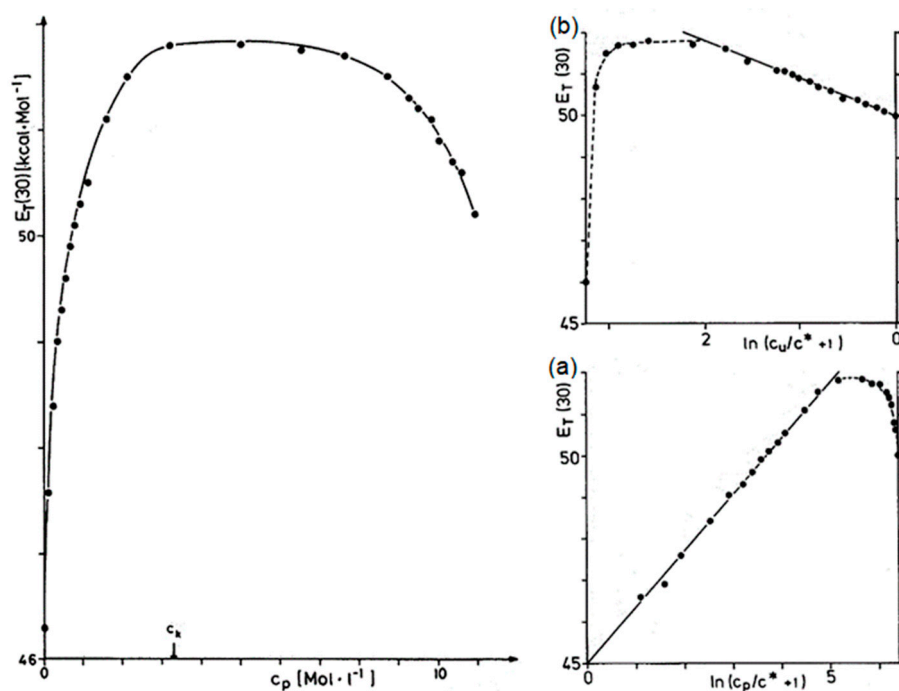 E_T(30)[kcal·Mol⁻¹]
50
46
0
c_k
5
10
c_p [Mol · l⁻¹]
(b)
E_T (30)
50
45
2
0
ln (c_u/c* +1)
(a)
E_T (30)
50
45
0
5
ln (c_p/c* +1)